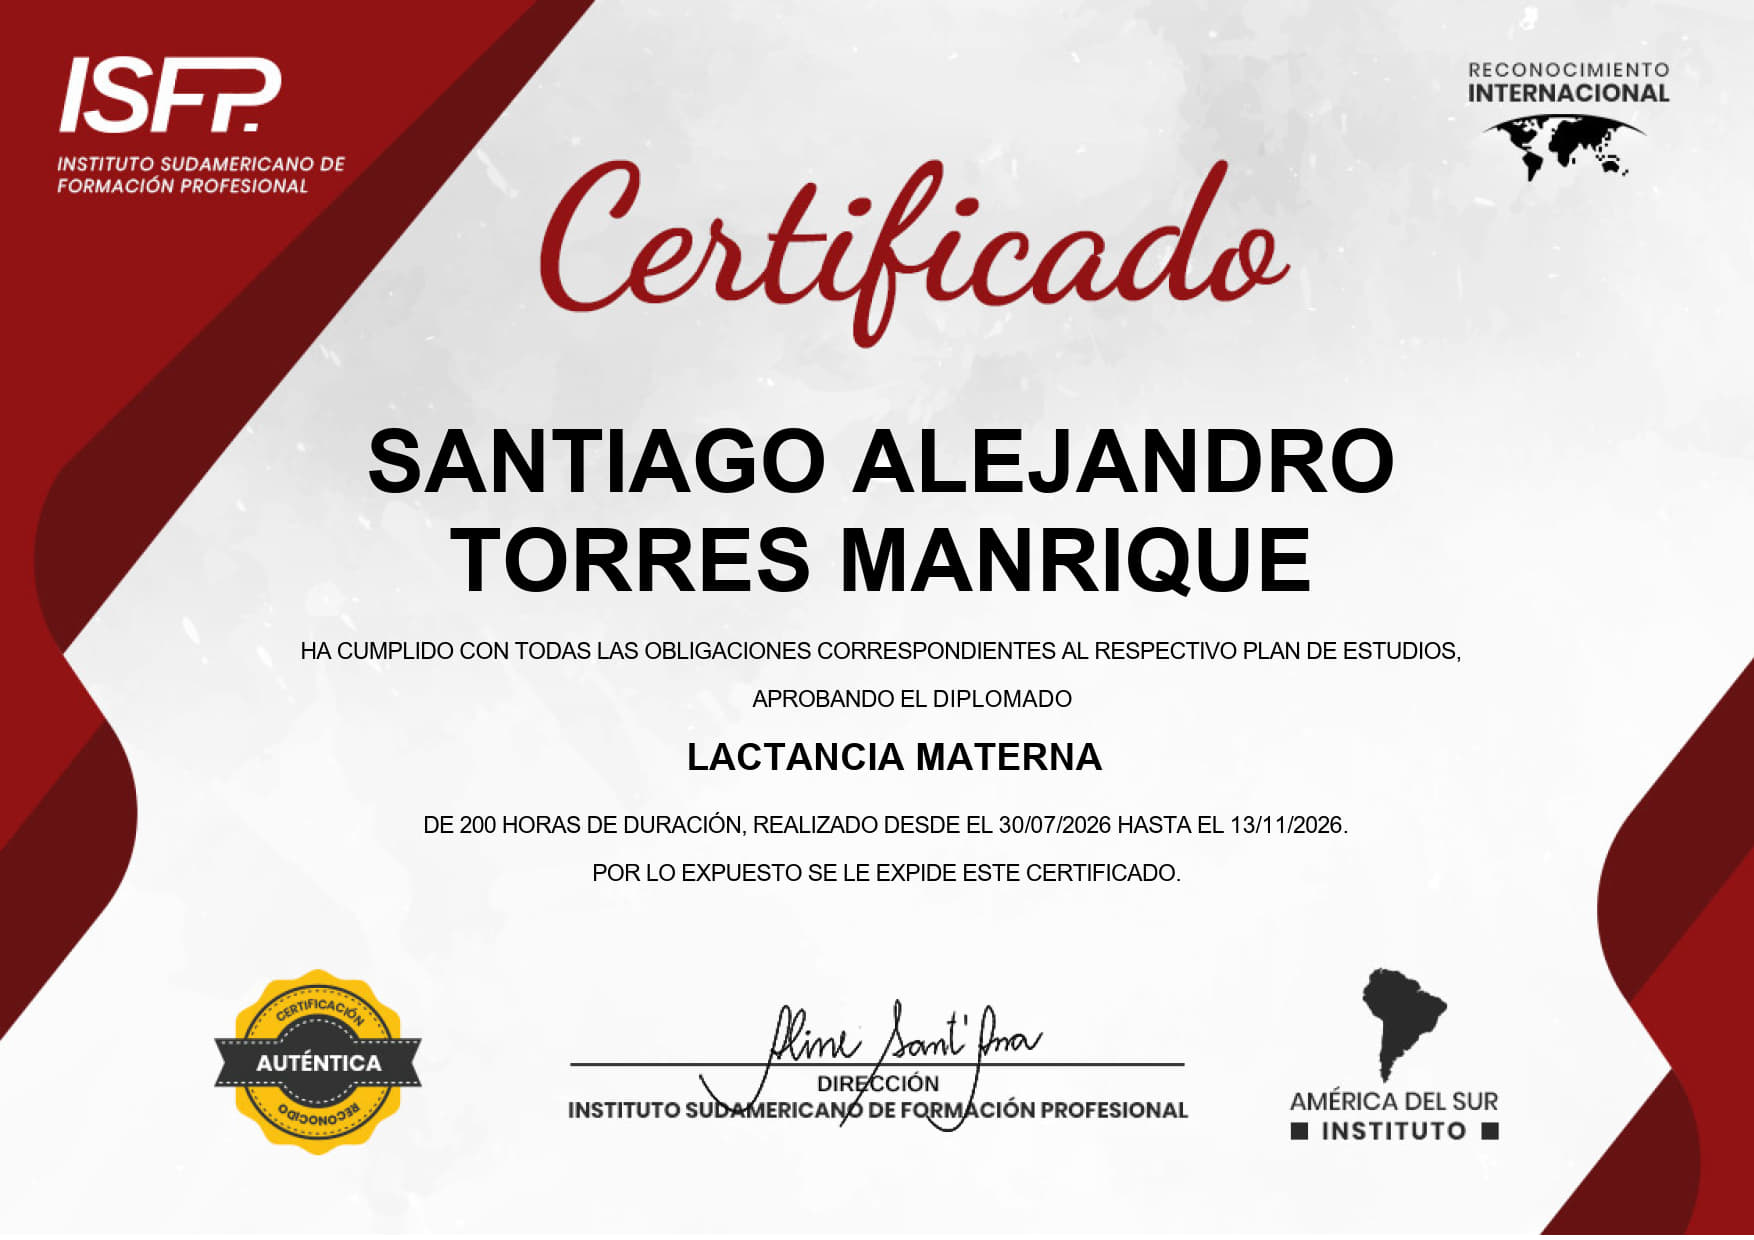 ISFP.
INSTITUTO SUDAMERICANO DE
FORMACIÓN PROFESIONAL
RECONOCIMIENTO
INTERNACIONAL
Certificado
SANTIAGO ALEJANDRO
TORRES MANRIQUE
HA CUMPLIDO CON TODAS LAS OBLIGACIONES CORRESPONDIENTES AL RESPECTIVO PLAN DE ESTUDIOS,
APROBANDO EL DIPLOMADO
LACTANCIA MATERNA
DE 200 HORAS DE DURACIÓN, REALIZADO DESDE EL 30/07/2026 HASTA EL 13/11/2026.
POR LO EXPUESTO SE LE EXPIDE ESTE CERTIFICADO.
CERTIFICACIÓN
AUTÉNTICA
RECONOCIDO
Aline Sant'Ana
DIRECCIÓN
INSTITUTO SUDAMERICANO DE FORMACIÓN PROFESIONAL
AMÉRICA DEL SUR
INSTITUTO